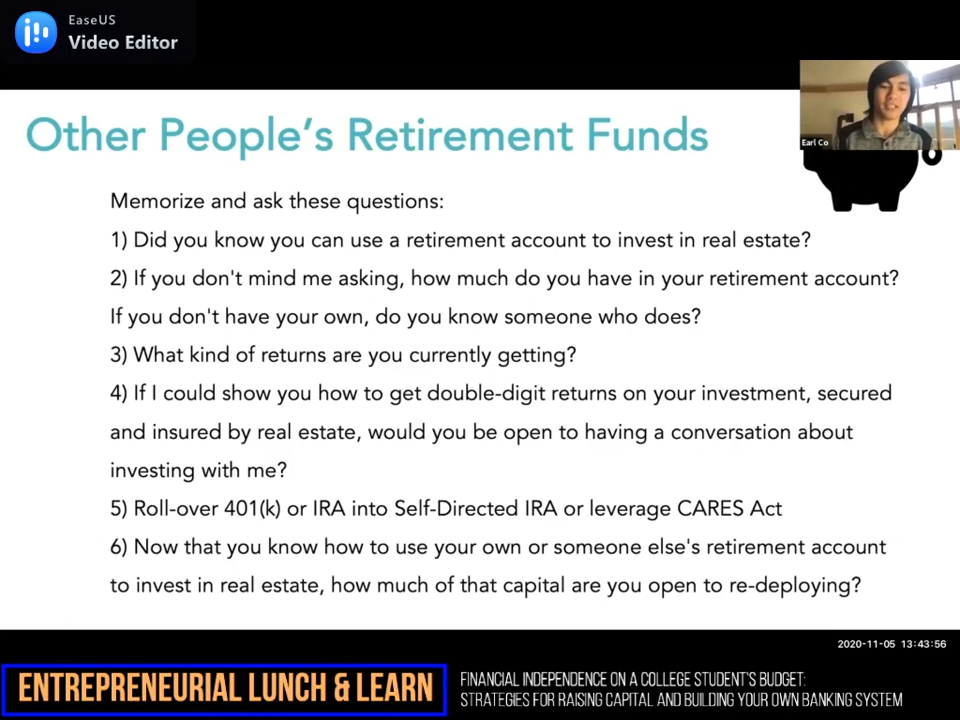 EaseUS
Video Editor
Other People's Retirement Funds
Earl Co
Memorize and ask these questions:
1) Did you know you can use a retirement account to invest in real estate?
2) If you don't mind me asking, how much do you have in your retirement account?
If you don't have your own, do you know someone who does?
3) What kind of returns are you currently getting?
4) If I could show you how to get double-digit returns on your investment, secured
and insured by real estate, would you be open to having a conversation about
investing with me?
5) Roll-over 401(k) or IRA into Self-Directed IRA or leverage CARES Act
6) Now that you know how to use your own or someone else's retirement account
to invest in real estate, how much of that capital are you open to re-deploying?
2020-11-05 13:43:56
ENTREPRENEURIAL LUNCH & LEARN
FINANCIAL INDEPENDENCE ON A COLLEGE STUDENT'S BUDGET:
STRATEGIES FOR RAISING CAPITAL AND BUILDING YOUR OWN BANKING SYSTEM